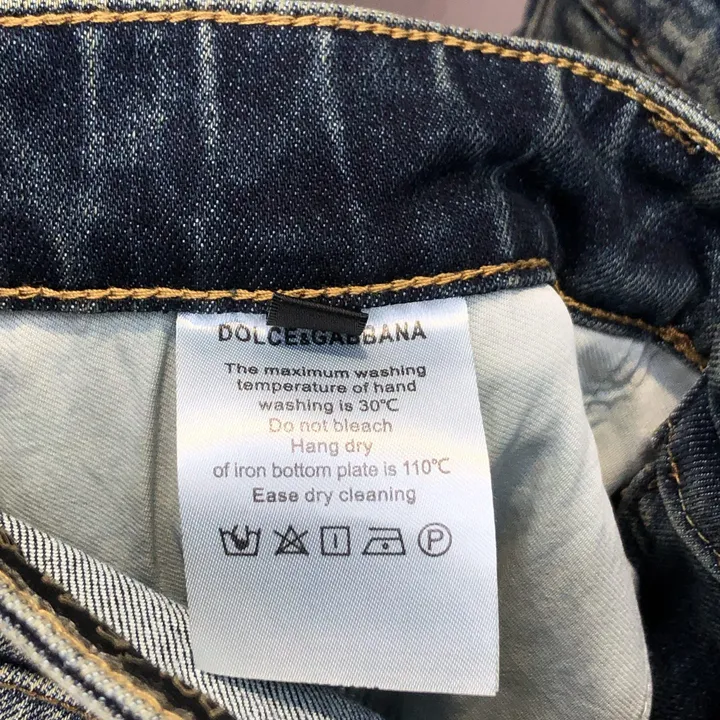 DOLCE&GABBANA
The maximum washing
temperature of hand
washing is 30℃
Do not bleach
Hang dry
of iron bottom plate is 110℃
Ease dry cleaning
P